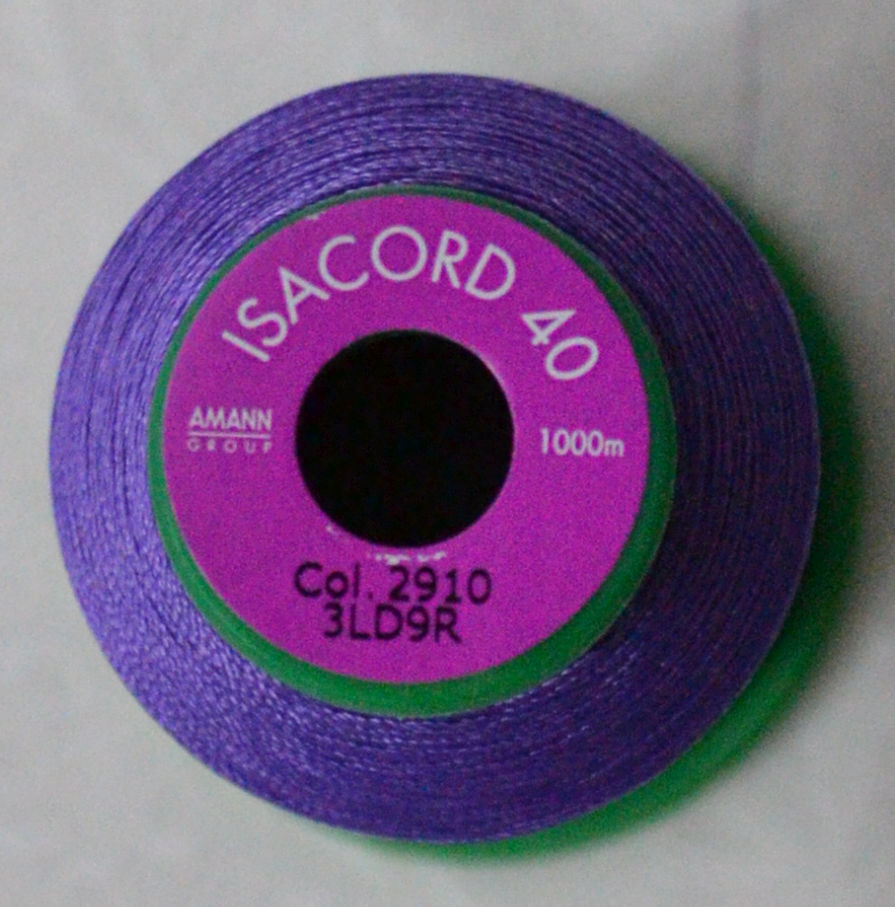 ISACORD 40
AMANN
GROUP
1000m
Col. 2910
3LD9R